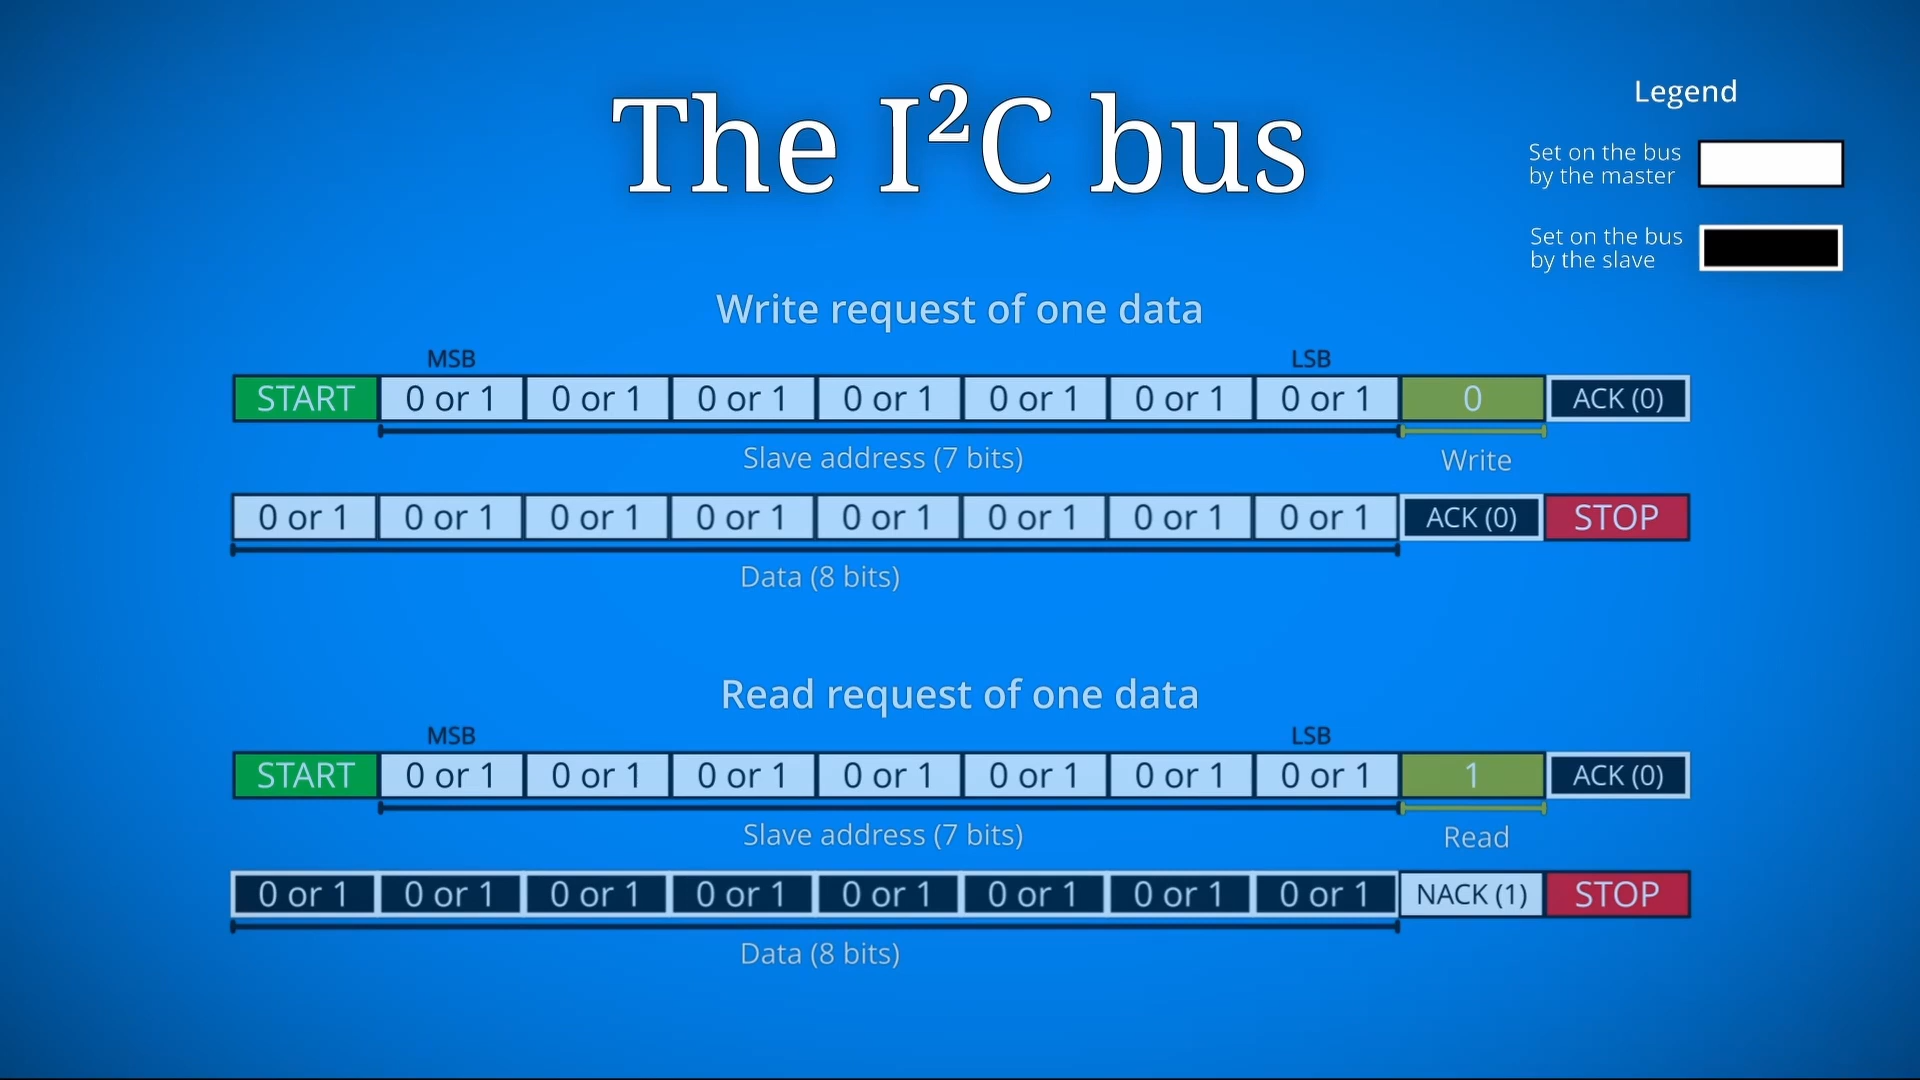 The I²C bus
Legend
Set on the bus
by the master
Set on the bus
by the slave
Write request of one data
MSB LSB
START 0 or 1 0 or 1 0 or 1 0 or 1 0 or 1 0 or 1 0 or 1 0 ACK (0)
Slave address (7 bits) Write
0 or 1 0 or 1 0 or 1 0 or 1 0 or 1 0 or 1 0 or 1 0 or 1 ACK (0) STOP
Data (8 bits)
Read request of one data
MSB LSB
START 0 or 1 0 or 1 0 or 1 0 or 1 0 or 1 0 or 1 0 or 1 1 ACK (0)
Slave address (7 bits) Read
0 or 1 0 or 1 0 or 1 0 or 1 0 or 1 0 or 1 0 or 1 0 or 1 NACK (1) STOP
Data (8 bits)